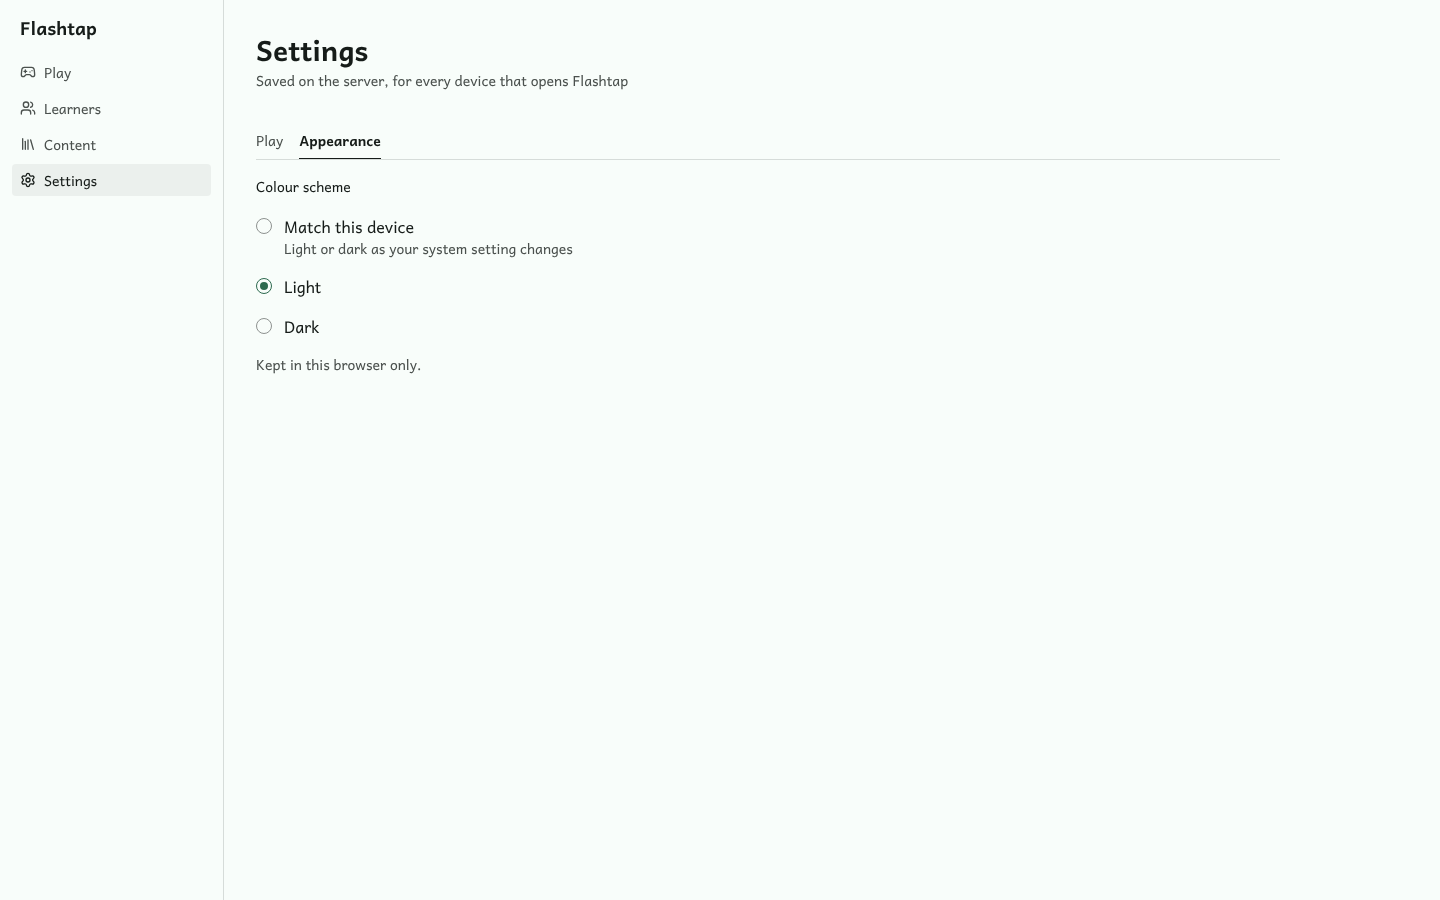 Flashtap
Play
Learners
Content
Settings
Settings
Saved on the server, for every device that opens Flashtap
Play
Appearance
Colour scheme
Match this device
Light or dark as your system setting changes
Light
Dark
Kept in this browser only.